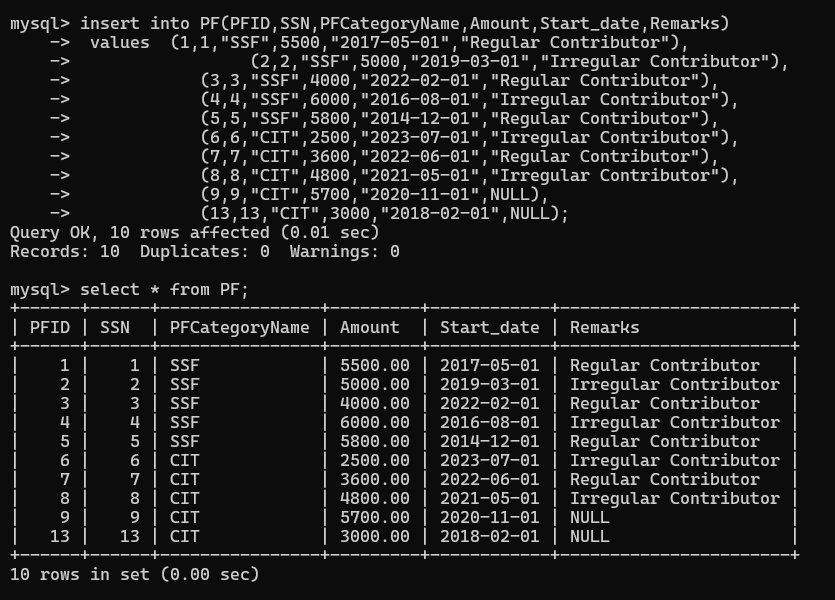 mysql> insert into PF(PFID,SSN,PFCategoryName,Amount,Start_date,Remarks)
    ->  values  (1,1,"SSF",5500,"2017-05-01","Regular Contributor"),
    ->                  (2,2,"SSF",5000,"2019-03-01","Irregular Contributor"),
    ->             (3,3,"SSF",4000,"2022-02-01","Regular Contributor"),
    ->             (4,4,"SSF",6000,"2016-08-01","Irregular Contributor"),
    ->             (5,5,"SSF",5800,"2014-12-01","Regular Contributor"),
    ->             (6,6,"CIT",2500,"2023-07-01","Irregular Contributor"),
    ->             (7,7,"CIT",3600,"2022-06-01","Regular Contributor"),
    ->             (8,8,"CIT",4800,"2021-05-01","Irregular Contributor"),
    ->             (9,9,"CIT",5700,"2020-11-01",NULL),
    ->             (13,13,"CIT",3000,"2018-02-01",NULL);
Query OK, 10 rows affected (0.01 sec)
Records: 10  Duplicates: 0  Warnings: 0

mysql> select * from PF;
+------+------+----------------+---------+------------+-----------------------+
| PFID | SSN  | PFCategoryName | Amount  | Start_date | Remarks               |
+------+------+----------------+---------+------------+-----------------------+
|    1 |    1 | SSF            | 5500.00 | 2017-05-01 | Regular Contributor   |
|    2 |    2 | SSF            | 5000.00 | 2019-03-01 | Irregular Contributor |
|    3 |    3 | SSF            | 4000.00 | 2022-02-01 | Regular Contributor   |
|    4 |    4 | SSF            | 6000.00 | 2016-08-01 | Irregular Contributor |
|    5 |    5 | SSF            | 5800.00 | 2014-12-01 | Regular Contributor   |
|    6 |    6 | CIT            | 2500.00 | 2023-07-01 | Irregular Contributor |
|    7 |    7 | CIT            | 3600.00 | 2022-06-01 | Regular Contributor   |
|    8 |    8 | CIT            | 4800.00 | 2021-05-01 | Irregular Contributor |
|    9 |    9 | CIT            | 5700.00 | 2020-11-01 | NULL                  |
|   13 |   13 | CIT            | 3000.00 | 2018-02-01 | NULL                  |
+------+------+----------------+---------+------------+-----------------------+
10 rows in set (0.00 sec)